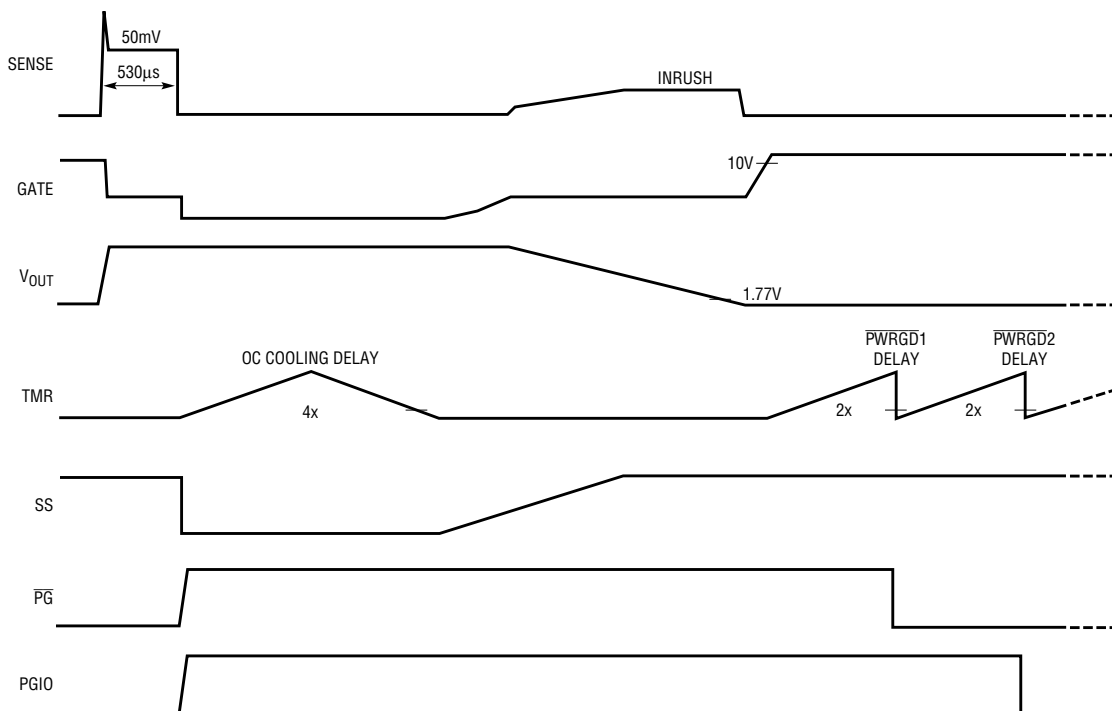 50mV
SENSE
530µs
INRUSH
10V
GATE
VOUT
1.77V
PWRGD1
DELAY
PWRGD2
DELAY
OC COOLING DELAY
TMR
4x
2x
2x
SS
PG
PGIO